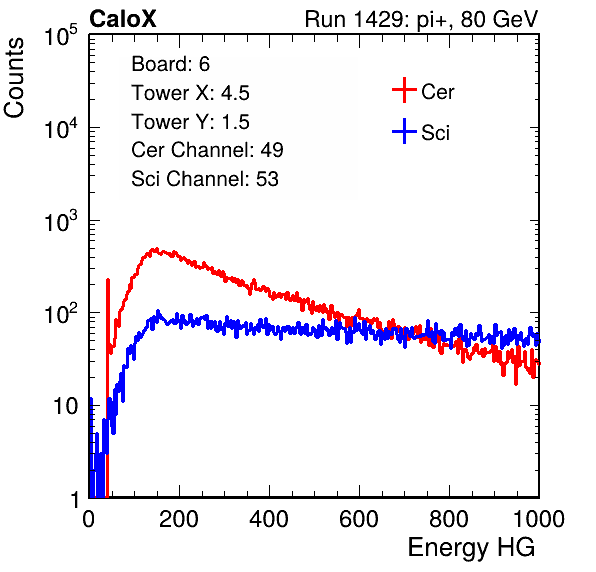 CaloX Run 1429: pi+, 80 GeV
Counts
Board: 6
Tower X: 4.5
Tower Y: 1.5
Cer Channel: 49
Sci Channel: 53
Cer
Sci
10^5
10^4
10^3
10^2
10
1
0 200 400 600 800 1000
Energy HG